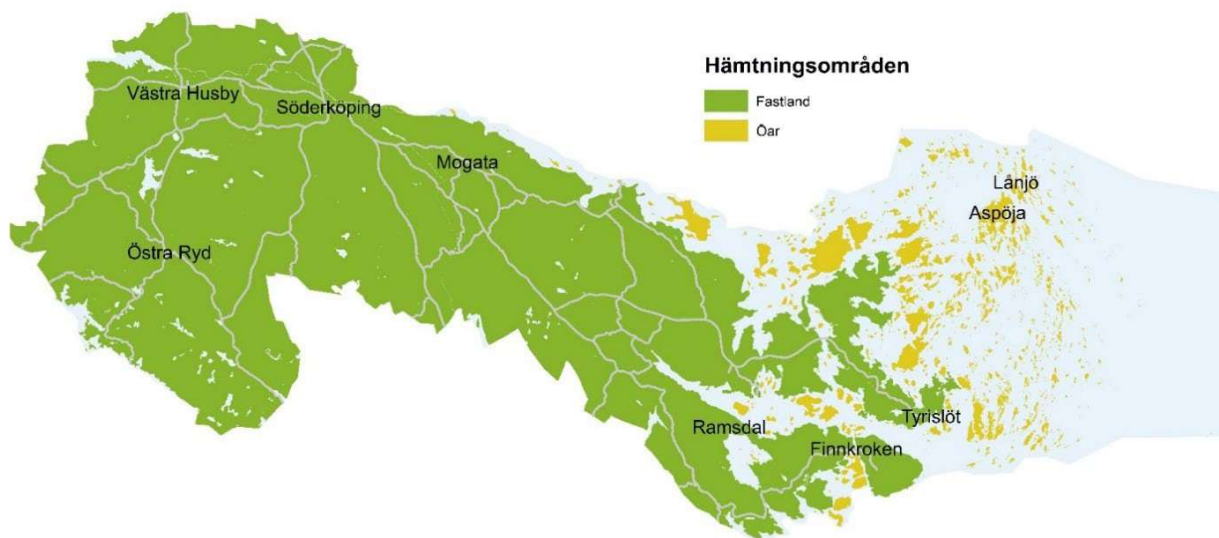 Hämtningsområden
Fastland
Öar
Västra Husby
Söderköping
Mogata
Lånjö
Aspöja
Östra Ryd
Tyrislöt
Ramsdal
Finnkroken